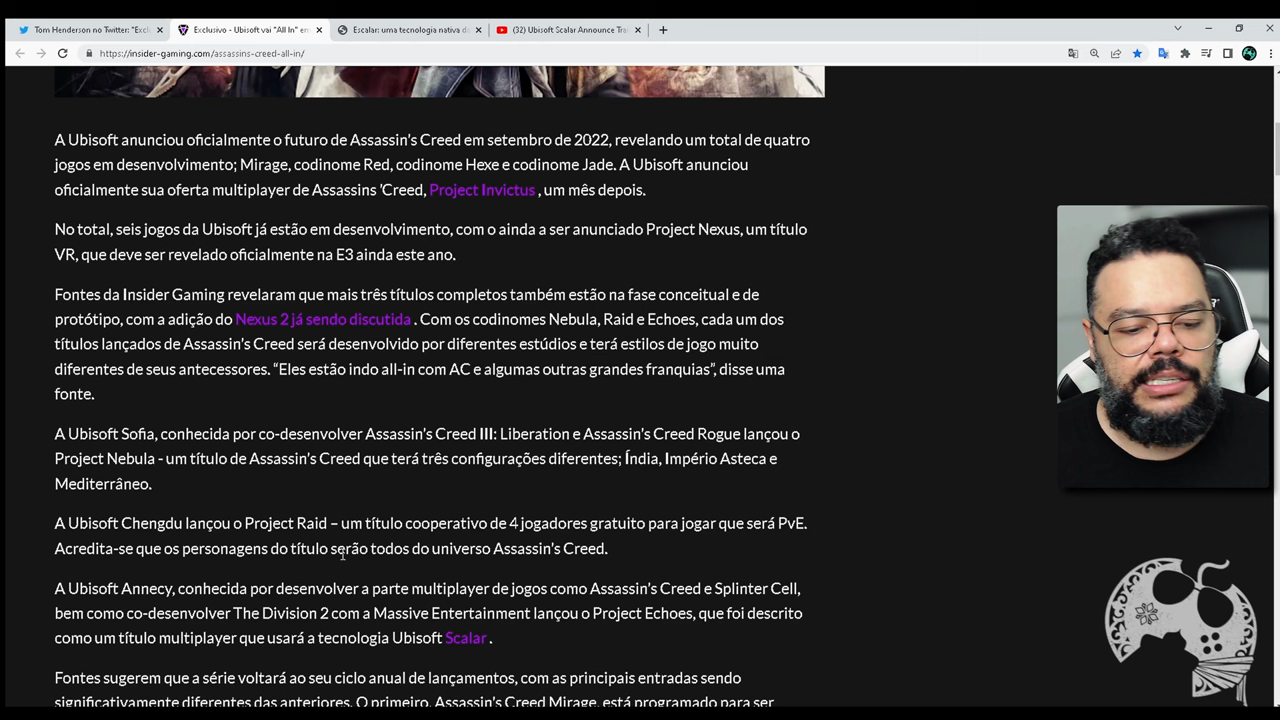 Tom Henderson no Twitter: "Excl
Exclusivo - Ubisoft vai "All In" em
Escalar: uma tecnologia nativa d
(32) Ubisoft Scalar Announce Tra
https://insider-gaming.com/assassins-creed-all-in/
A Ubisoft anunciou oficialmente o futuro de Assassin's Creed em setembro de 2022, revelando um total de quatro
jogos em desenvolvimento; Mirage, codinome Red, codinome Hexe e codinome Jade. A Ubisoft anunciou
oficialmente sua oferta multiplayer de Assassins 'Creed, Project Invictus , um mês depois.
No total, seis jogos da Ubisoft já estão em desenvolvimento, com o ainda a ser anunciado Project Nexus, um título
VR, que deve ser revelado oficialmente na E3 ainda este ano.
Fontes da Insider Gaming revelaram que mais três títulos completos também estão na fase conceitual e de
protótipo, com a adição do Nexus 2 já sendo discutida . Com os codinomes Nebula, Raid e Echoes, cada um dos
títulos lançados de Assassin's Creed será desenvolvido por diferentes estúdios e terá estilos de jogo muito
diferentes de seus antecessores. “Eles estão indo all-in com AC e algumas outras grandes franquias”, disse uma
fonte.
A Ubisoft Sofia, conhecida por co-desenvolver Assassin's Creed III: Liberation e Assassin's Creed Rogue lançou o
Project Nebula - um título de Assassin's Creed que terá três configurações diferentes; Índia, Império Asteca e
Mediterrâneo.
A Ubisoft Chengdu lançou o Project Raid – um título cooperativo de 4 jogadores gratuito para jogar que será PvE.
Acredita-se que os personagens do título serão todos do universo Assassin's Creed.
A Ubisoft Annecy, conhecida por desenvolver a parte multiplayer de jogos como Assassin's Creed e Splinter Cell,
bem como co-desenvolver The Division 2 com a Massive Entertainment lançou o Project Echoes, que foi descrito
como um título multiplayer que usará a tecnologia Ubisoft Scalar .
Fontes sugerem que a série voltará ao seu ciclo anual de lançamentos, com as principais entradas sendo
significativamente diferentes das anteriores. O primeiro, Assassin's Creed Mirage, está programado para ser